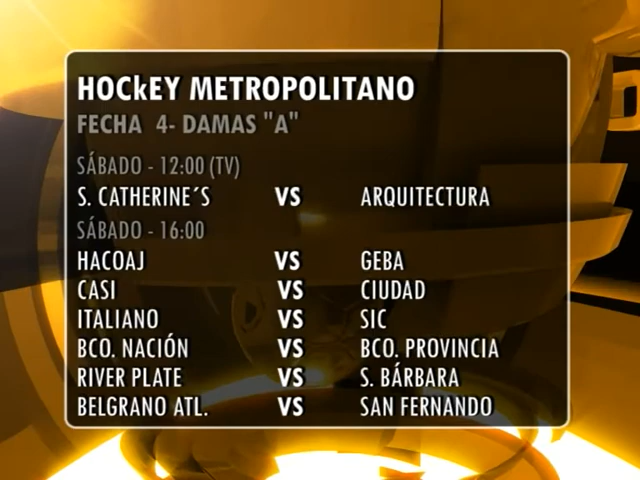 HOCkEY METROPOLITANO
FECHA 4- DAMAS "A"
SÁBADO - 12:00 (TV)
S. CATHERINE´S VS ARQUITECTURA
SÁBADO - 16:00
HACOAJ VS GEBA
CASI VS CIUDAD
ITALIANO VS SIC
BCO. NACIÓN VS BCO. PROVINCIA
RIVER PLATE VS S. BÁRBARA
BELGRANO ATL. VS SAN FERNANDO